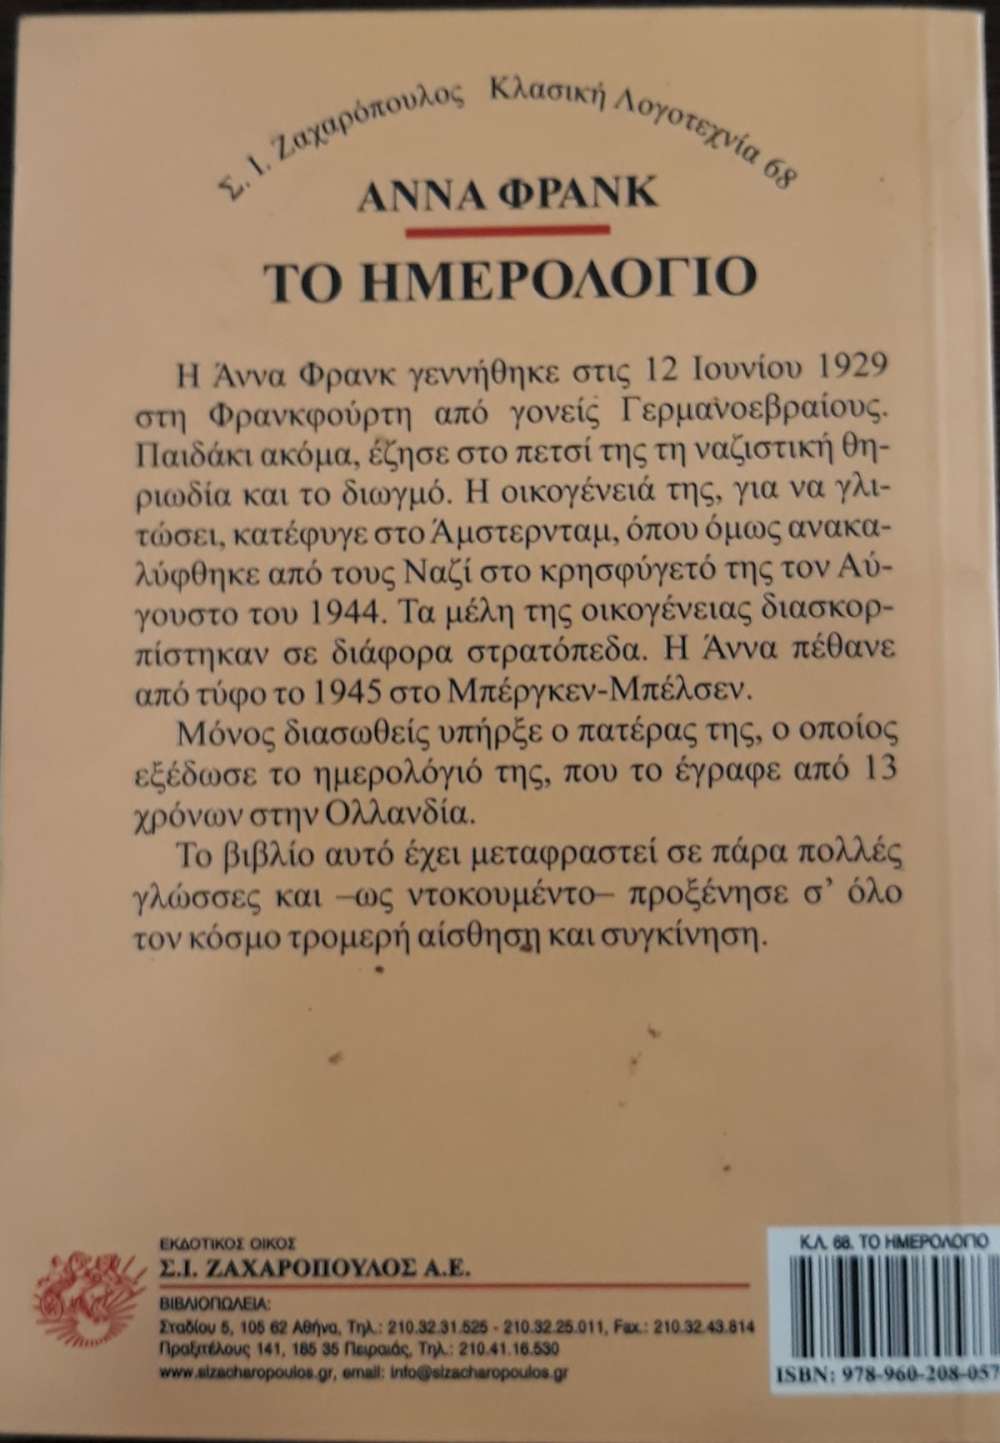 Σ. Ι. Ζαχαρόπουλος Κλασική Λογοτεχνία 68
ΑΝΝΑ ΦΡΑΝΚ
ΤΟ ΗΜΕΡΟΛΟΓΙΟ
Η Άννα Φρανκ γεννήθηκε στις 12 Ιουνίου 1929
στη Φρανκφούρτη από γονείς Γερμανοεβραίους.
Παιδάκι ακόμα, έζησε στο πετσί της τη ναζιστική θη-
ριωδία και το διωγμό. Η οικογένειά της, για να γλι-
τώσει, κατέφυγε στο Άμστερνταμ, όπου όμως ανακα-
λύφθηκε από τους Ναζί στο κρησφύγετό της τον Αύ-
γουστο του 1944. Τα μέλη της οικογένειας διασκορ-
πίστηκαν σε διάφορα στρατόπεδα. Η Άννα πέθανε
από τύφο το 1945 στο Μπέργκεν-Μπέλσεν.
Μόνος διασωθείς υπήρξε ο πατέρας της, ο οποίος
εξέδωσε το ημερολόγιό της, που το έγραφε από 13
χρόνων στην Ολλανδία.
Το βιβλίο αυτό έχει μεταφραστεί σε πάρα πολλές
γλώσσες και –ως ντοκουμέντο– προξένησε σ’ όλο
τον κόσμο τρομερή αίσθηση και συγκίνηση.
ΕΚΔΟΤΙΚΟΣ ΟΙΚΟΣ
Σ.Ι. ΖΑΧΑΡΟΠΟΥΛΟΣ Α.Ε.
ΒΙΒΛΙΟΠΩΛΕΙΑ:
Σταδίου 5, 105 62 Αθήνα, Τηλ.: 210.32.31.525 - 210.32.25.011, Fax.: 210.32.43.814
Πραξιτέλους 141, 185 35 Πειραιάς, Τηλ.: 210.41.16.530
www.sizacharopoulos.gr, email: info@sizacharopoulos.gr
ΚΛ. 68. ΤΟ ΗΜΕΡΟΛΟΓΙΟ
ISBN: 978-960-208-057